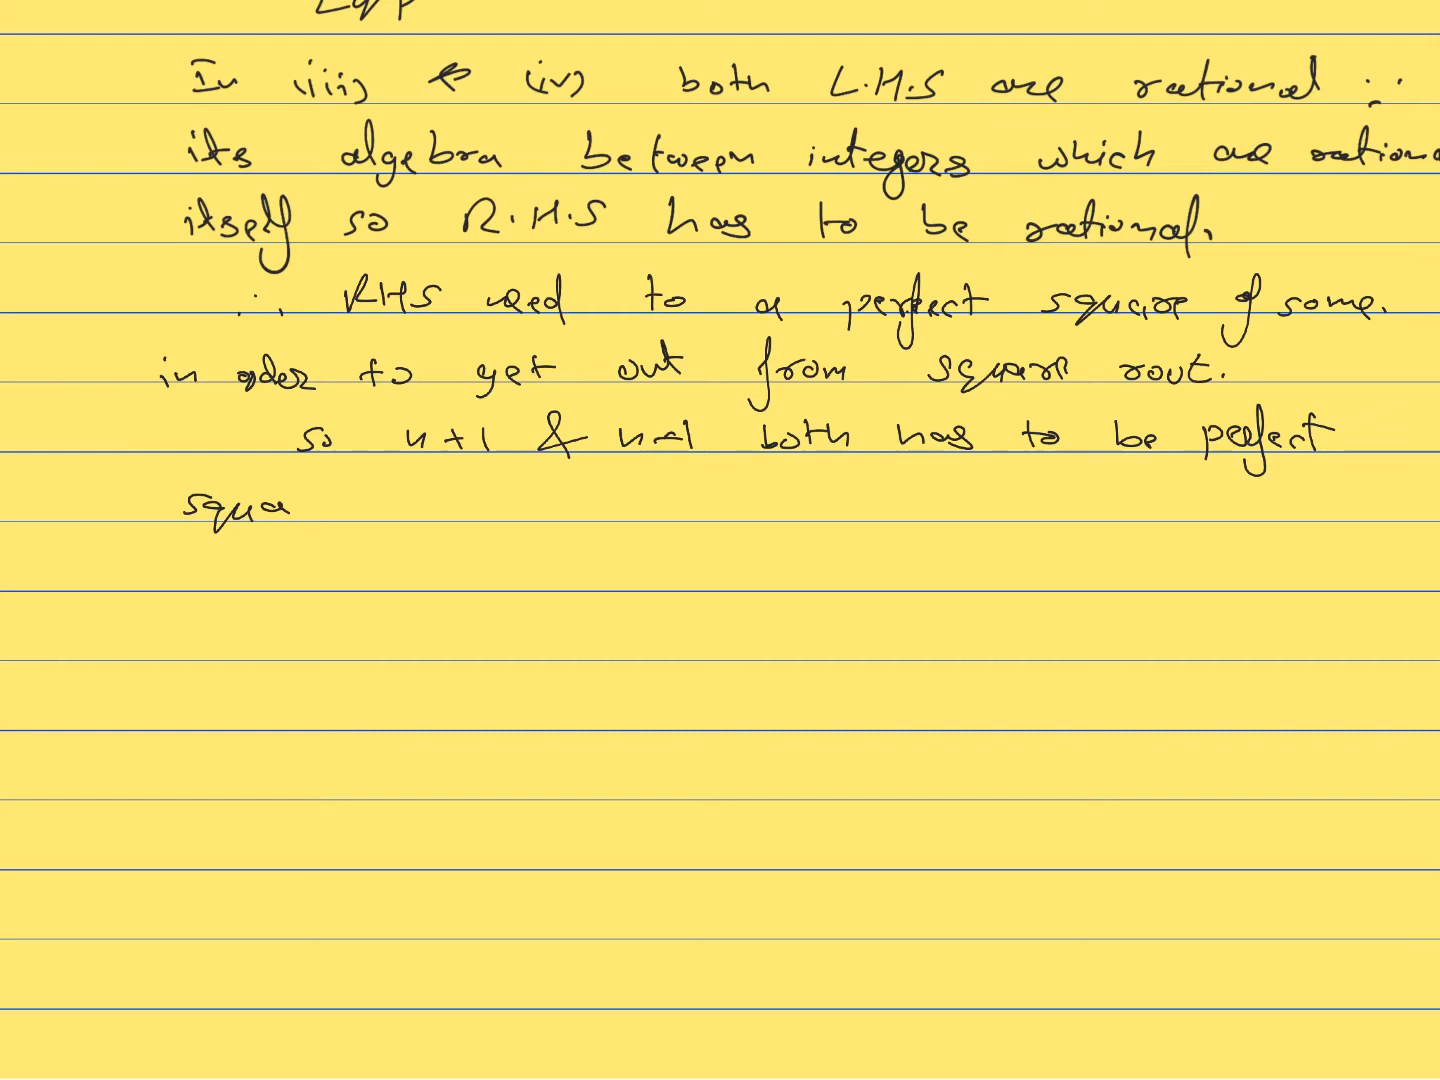 In (iii) & (iv) both L.H.S are rational ∵
its algebra between integers which are rationa
itself so R.H.S has to be rational.
∴ RHS need to a perfect square of some.
in order to get out from square rout.
so n+1 & n-1 both has to be perfect
squa